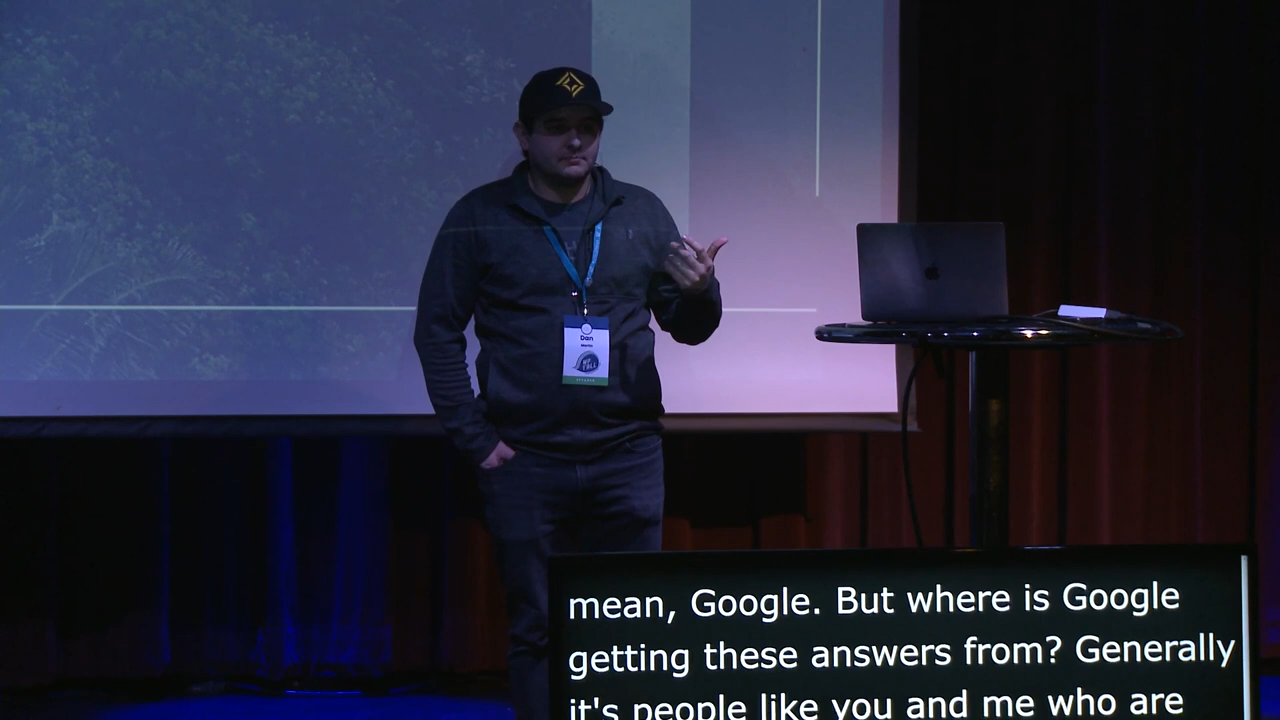 Dan
Martin
mean, Google. But where is Google
getting these answers from? Generally
it's people like you and me who are